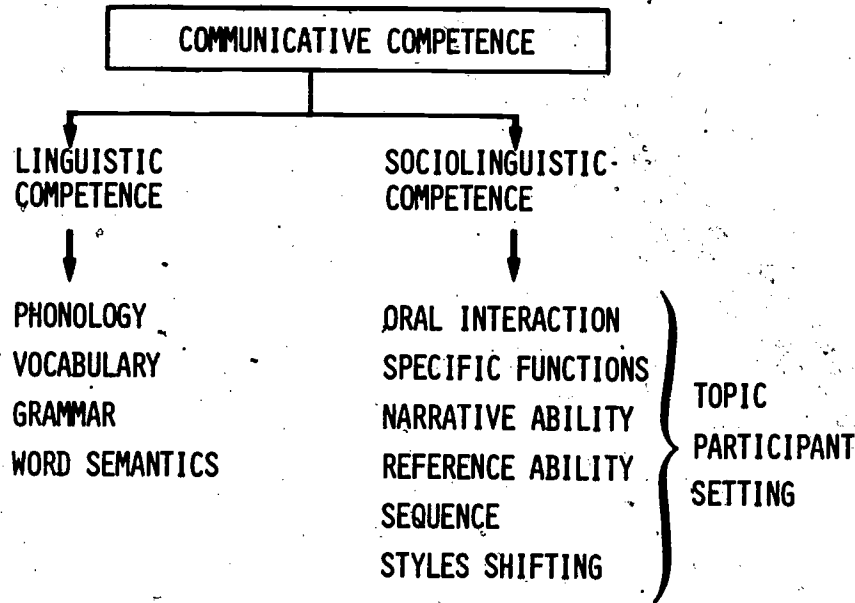 COMMUNICATIVE COMPETENCE
LINGUISTIC
COMPETENCE
SOCIOLINGUISTIC
COMPETENCE
PHONOLOGY
VOCABULARY
GRAMMAR
WORD SEMANTICS
ORAL INTERACTION
SPECIFIC FUNCTIONS
NARRATIVE ABILITY
REFERENCE ABILITY
SEQUENCE
STYLES SHIFTING
TOPIC
PARTICIPANT
SETTING